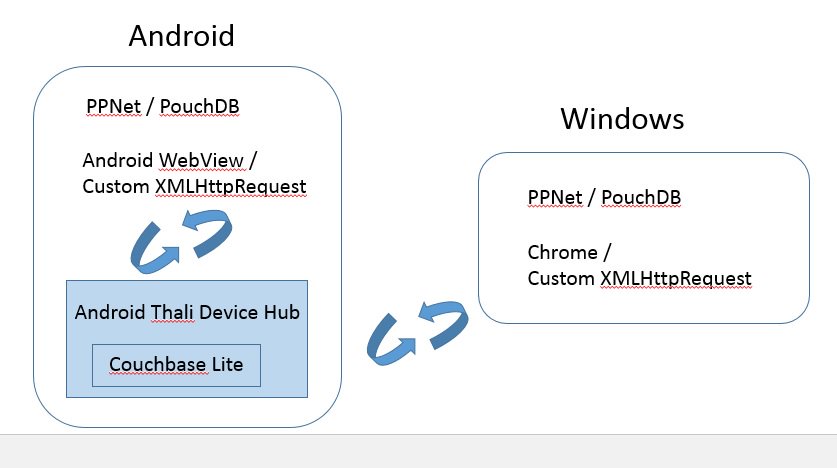 Android
PPNet / PouchDB
Android WebView /
Custom XMLHttpRequest
Android Thali Device Hub
Couchbase Lite
Windows
PPNet / PouchDB
Chrome /
Custom XMLHttpRequest